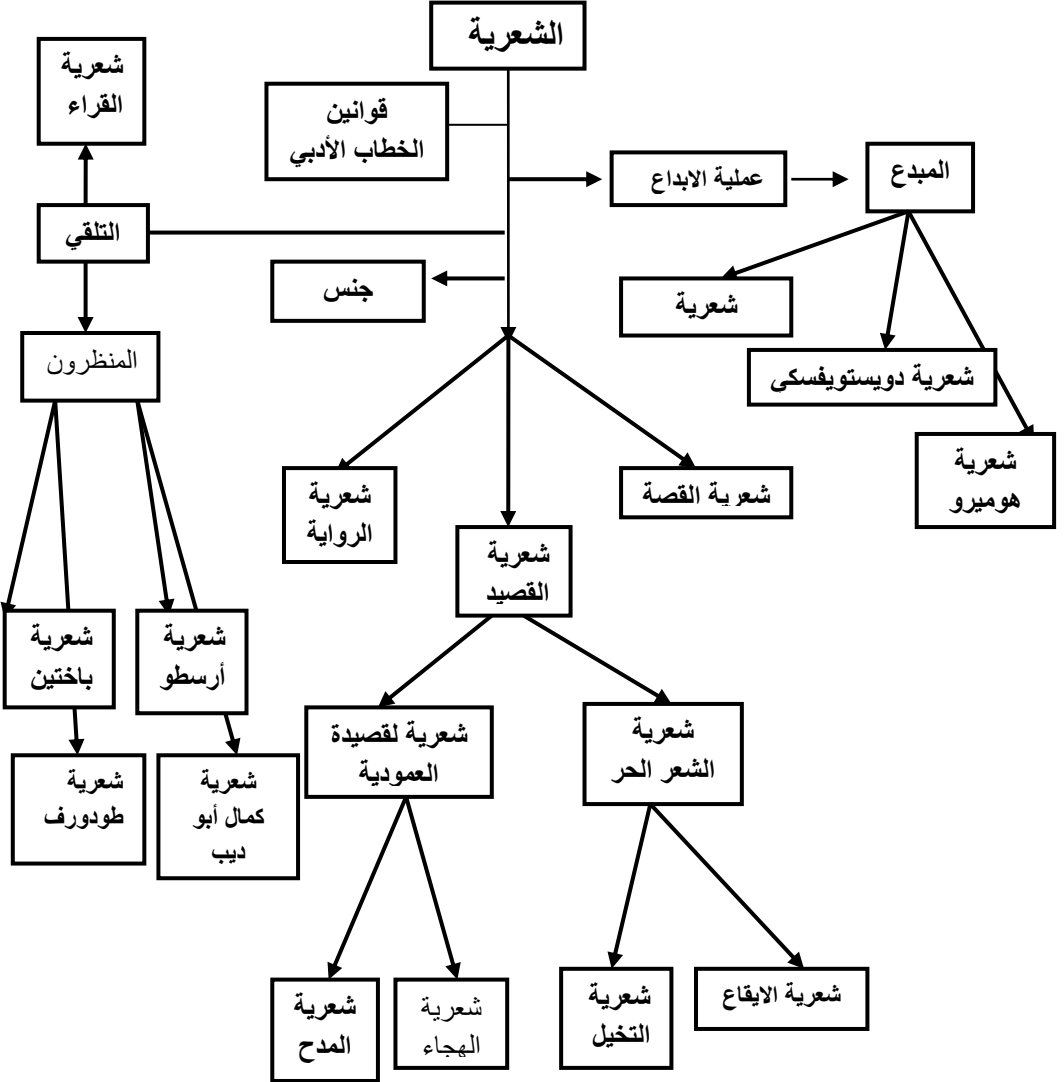 الشعرية
شعرية
القراء
قوانين
الخطاب الأدبي
عملية الابداع
المبدع
التلقي
جنس
شعرية
المنظرون
شعرية دويستويفسكي
شعرية
هوميرو
شعرية القصة
شعرية
الرواية
شعرية
القصيد
شعرية
أرسطو
شعرية
باختين
شعرية
الشعر الحر
شعرية لقصيدة
العمودية
شعرية
كمال أبو
ديب
شعرية
طودورف
شعرية الايقاع
شعرية
التخيل
شعرية
الهجاء
شعرية
المدح